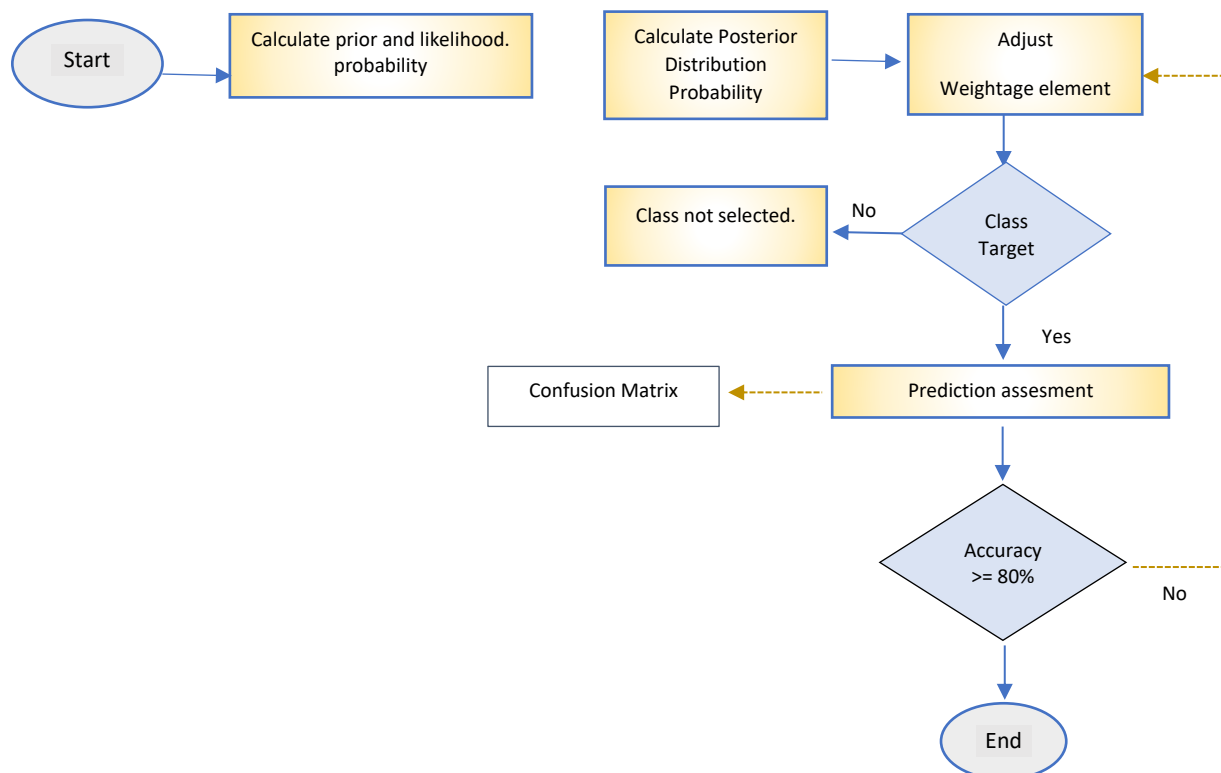 Start
Calculate prior and likelihood.
probability
Calculate Posterior
Distribution
Probability
Adjust
Weightage element
Class not selected.
No
Class
Target
Yes
Confusion Matrix
Prediction assesment
Accuracy
>= 80%
No
End